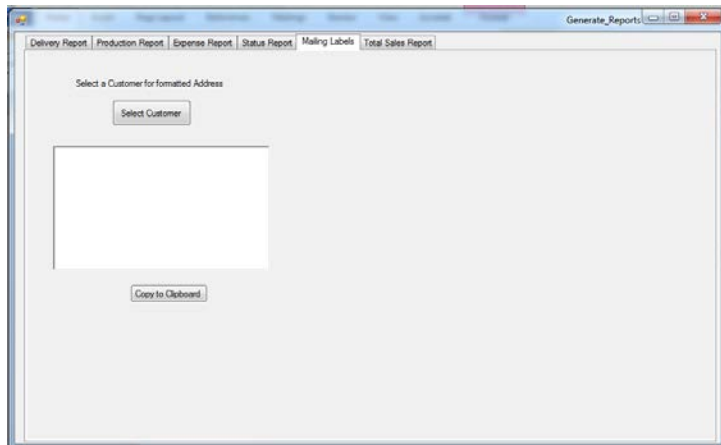 Generate_Reports
Delivery Report Production Report Expense Report Status Report Mailing Labels Total Sales Report
Select a Customer for formatted Address
Select Customer
Copy to Clipboard